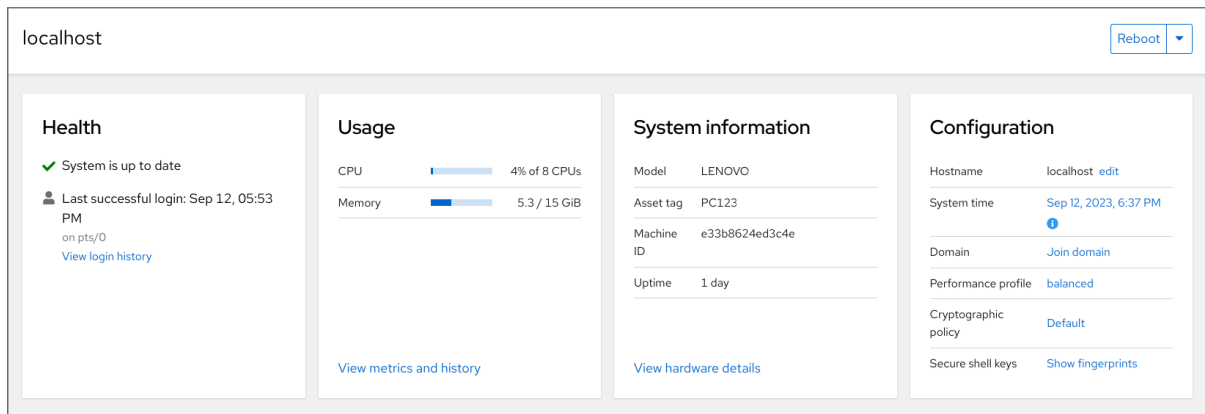 localhost
Reboot
Health
System is up to date
Last successful login: Sep 12, 05:53
PM
on pts/0
View login history
Usage
CPU 4% of 8 CPUs
Memory 5.3 / 15 GiB
View metrics and history
System information
Model LENOVO
Asset tag PC123
Machine
ID e33b8624ed3c4e
Uptime 1 day
View hardware details
Configuration
Hostname localhost edit
System time Sep 12, 2023, 6:37 PM
Domain Join domain
Performance profile balanced
Cryptographic
policy Default
Secure shell keys Show fingerprints